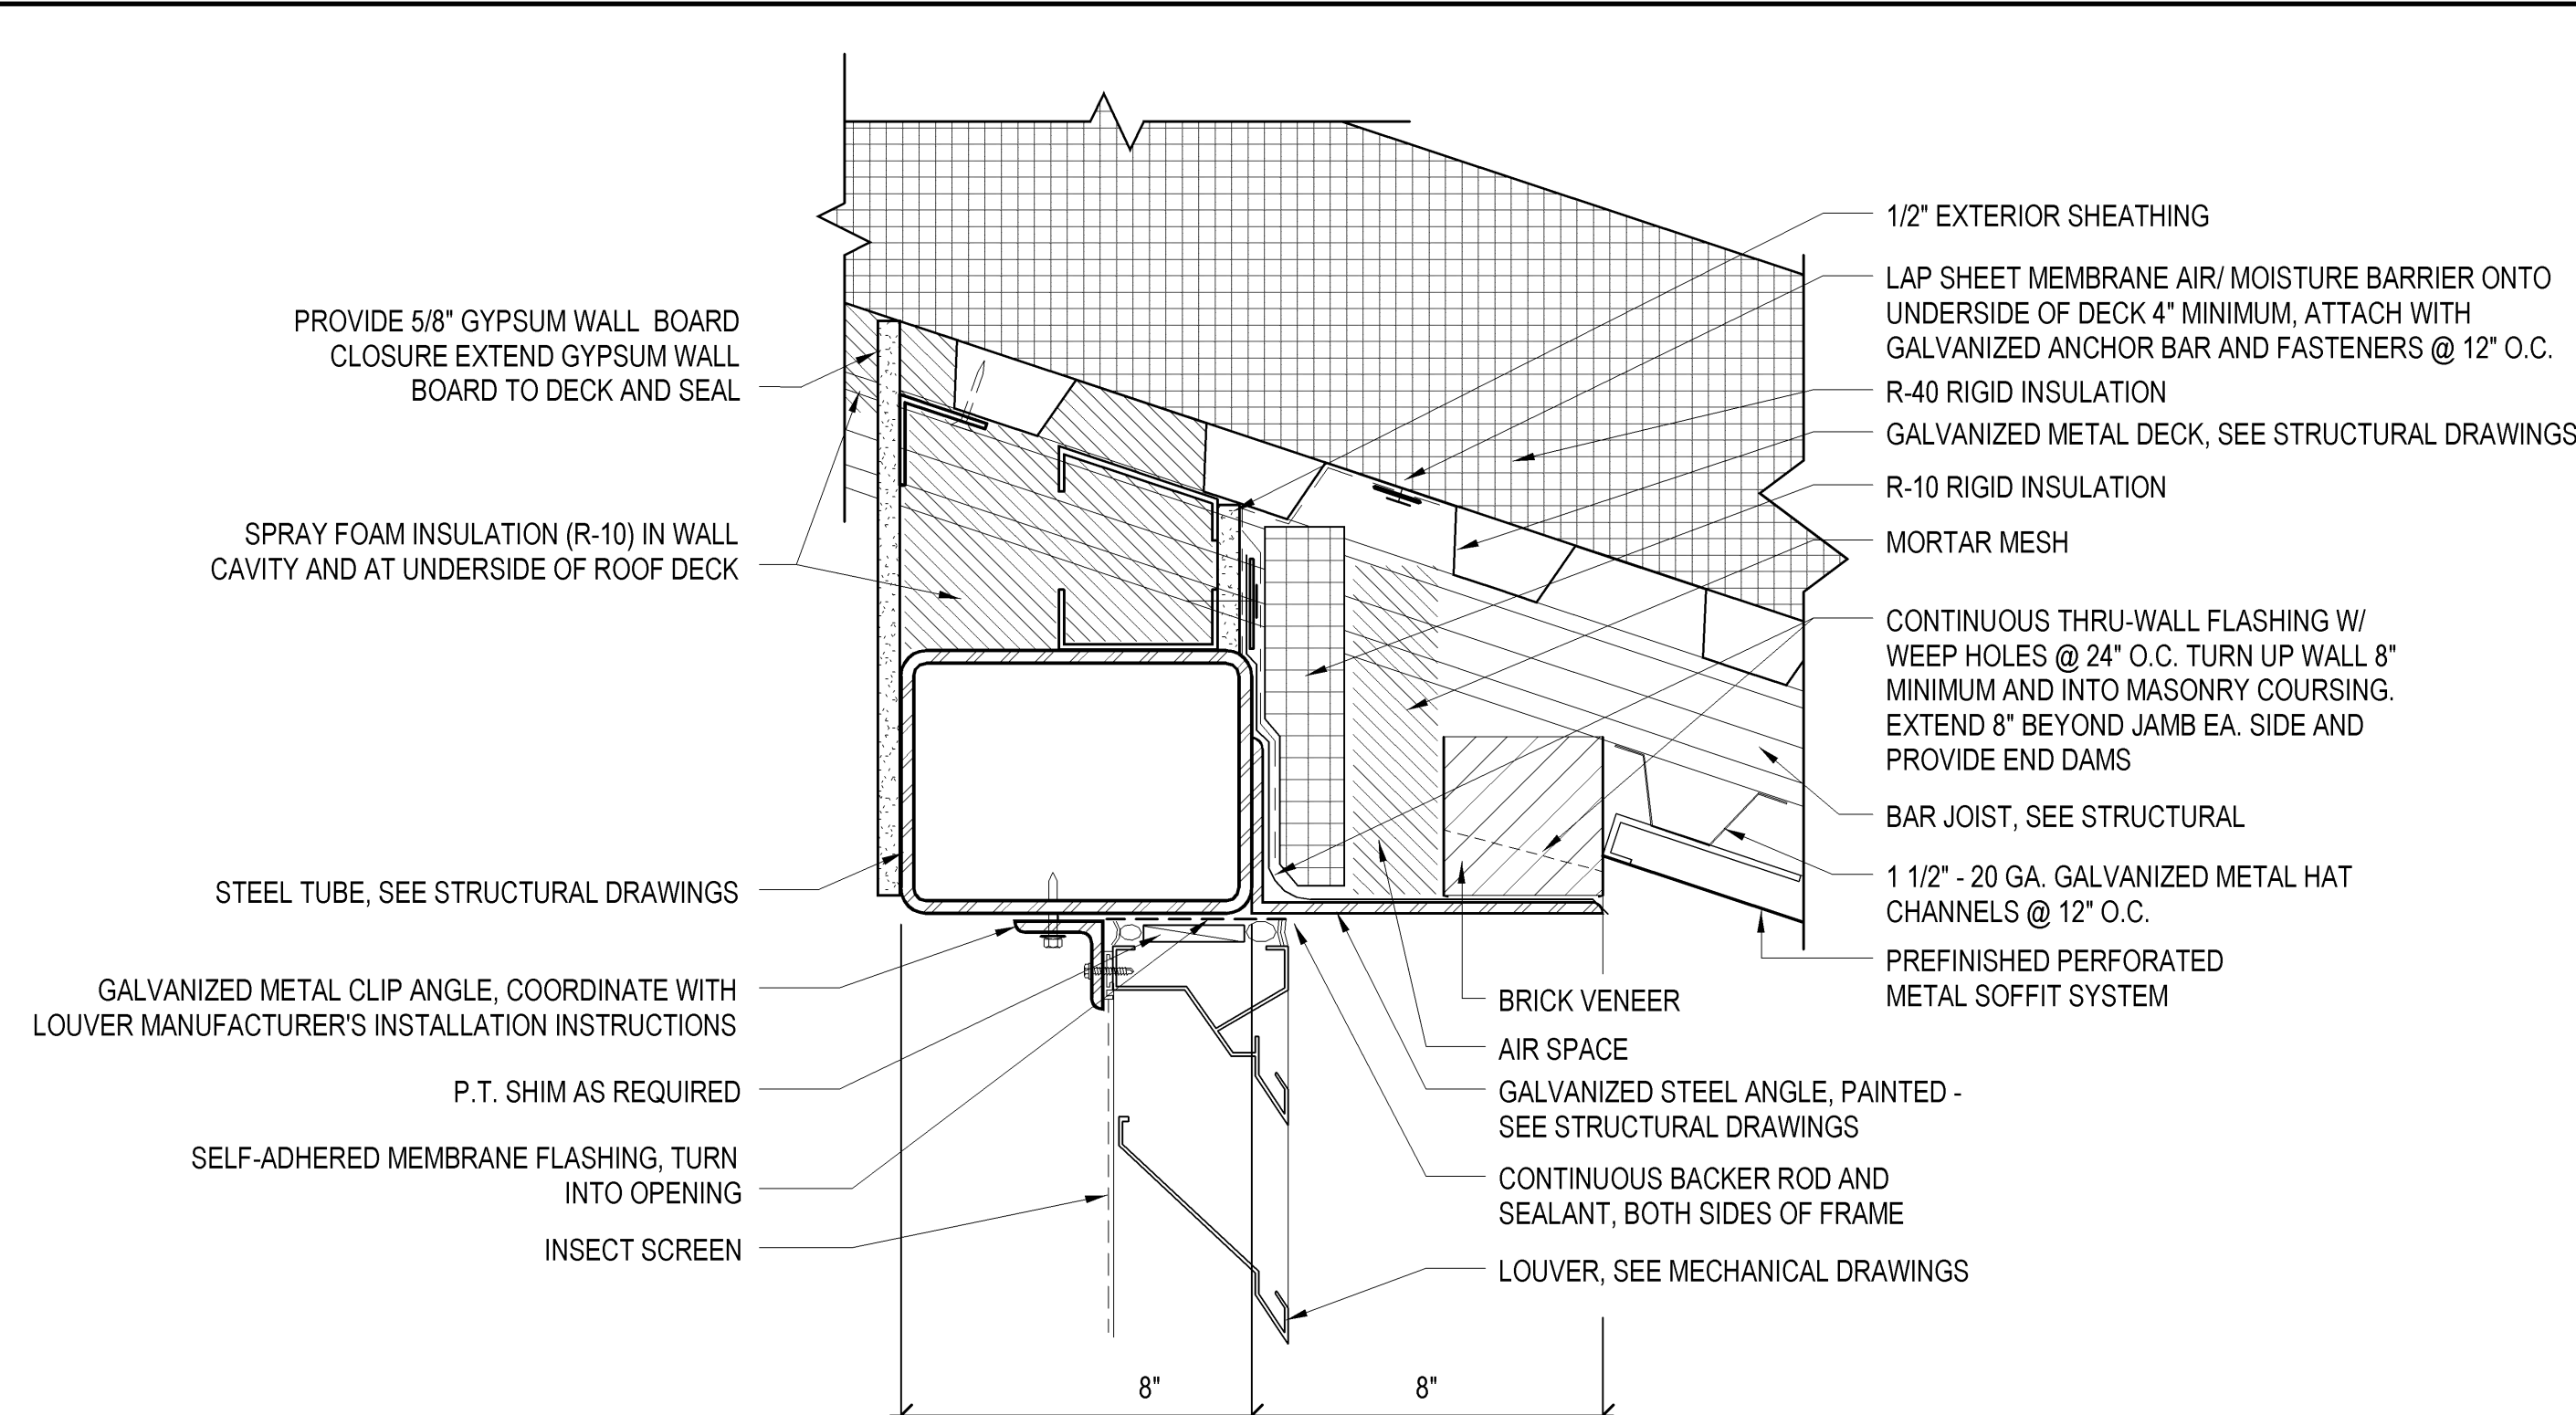 PROVIDE 5/8" GYPSUM WALL BOARD
CLOSURE EXTEND GYPSUM WALL
BOARD TO DECK AND SEAL
SPRAY FOAM INSULATION (R-10) IN WALL
CAVITY AND AT UNDERSIDE OF ROOF DECK
STEEL TUBE, SEE STRUCTURAL DRAWINGS
GALVANIZED METAL CLIP ANGLE, COORDINATE WITH
LOUVER MANUFACTURER'S INSTALLATION INSTRUCTIONS
P.T. SHIM AS REQUIRED
SELF-ADHERED MEMBRANE FLASHING, TURN
INTO OPENING
INSECT SCREEN
1/2" EXTERIOR SHEATHING
LAP SHEET MEMBRANE AIR/ MOISTURE BARRIER ONTO
UNDERSIDE OF DECK 4" MINIMUM, ATTACH WITH
GALVANIZED ANCHOR BAR AND FASTENERS @ 12" O.C.
R-40 RIGID INSULATION
GALVANIZED METAL DECK, SEE STRUCTURAL DRAWINGS
R-10 RIGID INSULATION
MORTAR MESH
CONTINUOUS THRU-WALL FLASHING W/
WEEP HOLES @ 24" O.C. TURN UP WALL 8"
MINIMUM AND INTO MASONRY COURSING.
EXTEND 8" BEYOND JAMB EA. SIDE AND
PROVIDE END DAMS
BAR JOIST, SEE STRUCTURAL
1 1/2" - 20 GA. GALVANIZED METAL HAT
CHANNELS @ 12" O.C.
PREFINISHED PERFORATED
METAL SOFFIT SYSTEM
BRICK VENEER
AIR SPACE
GALVANIZED STEEL ANGLE, PAINTED -
SEE STRUCTURAL DRAWINGS
CONTINUOUS BACKER ROD AND
SEALANT, BOTH SIDES OF FRAME
LOUVER, SEE MECHANICAL DRAWINGS
8"
8"